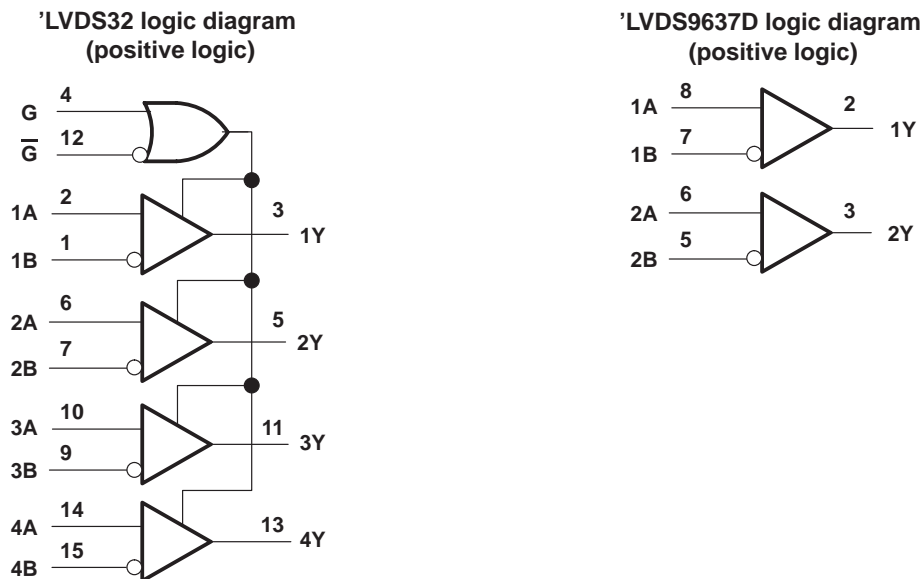 'LVDS32 logic diagram
(positive logic)
G 4
G̅ 12
1A 2
1B 1
3 1Y
2A 6
2B 7
5 2Y
3A 10
3B 9
11 3Y
4A 14
4B 15
13 4Y
'LVDS9637D logic diagram
(positive logic)
1A 8
1B 7
2 1Y
2A 6
2B 5
3 2Y